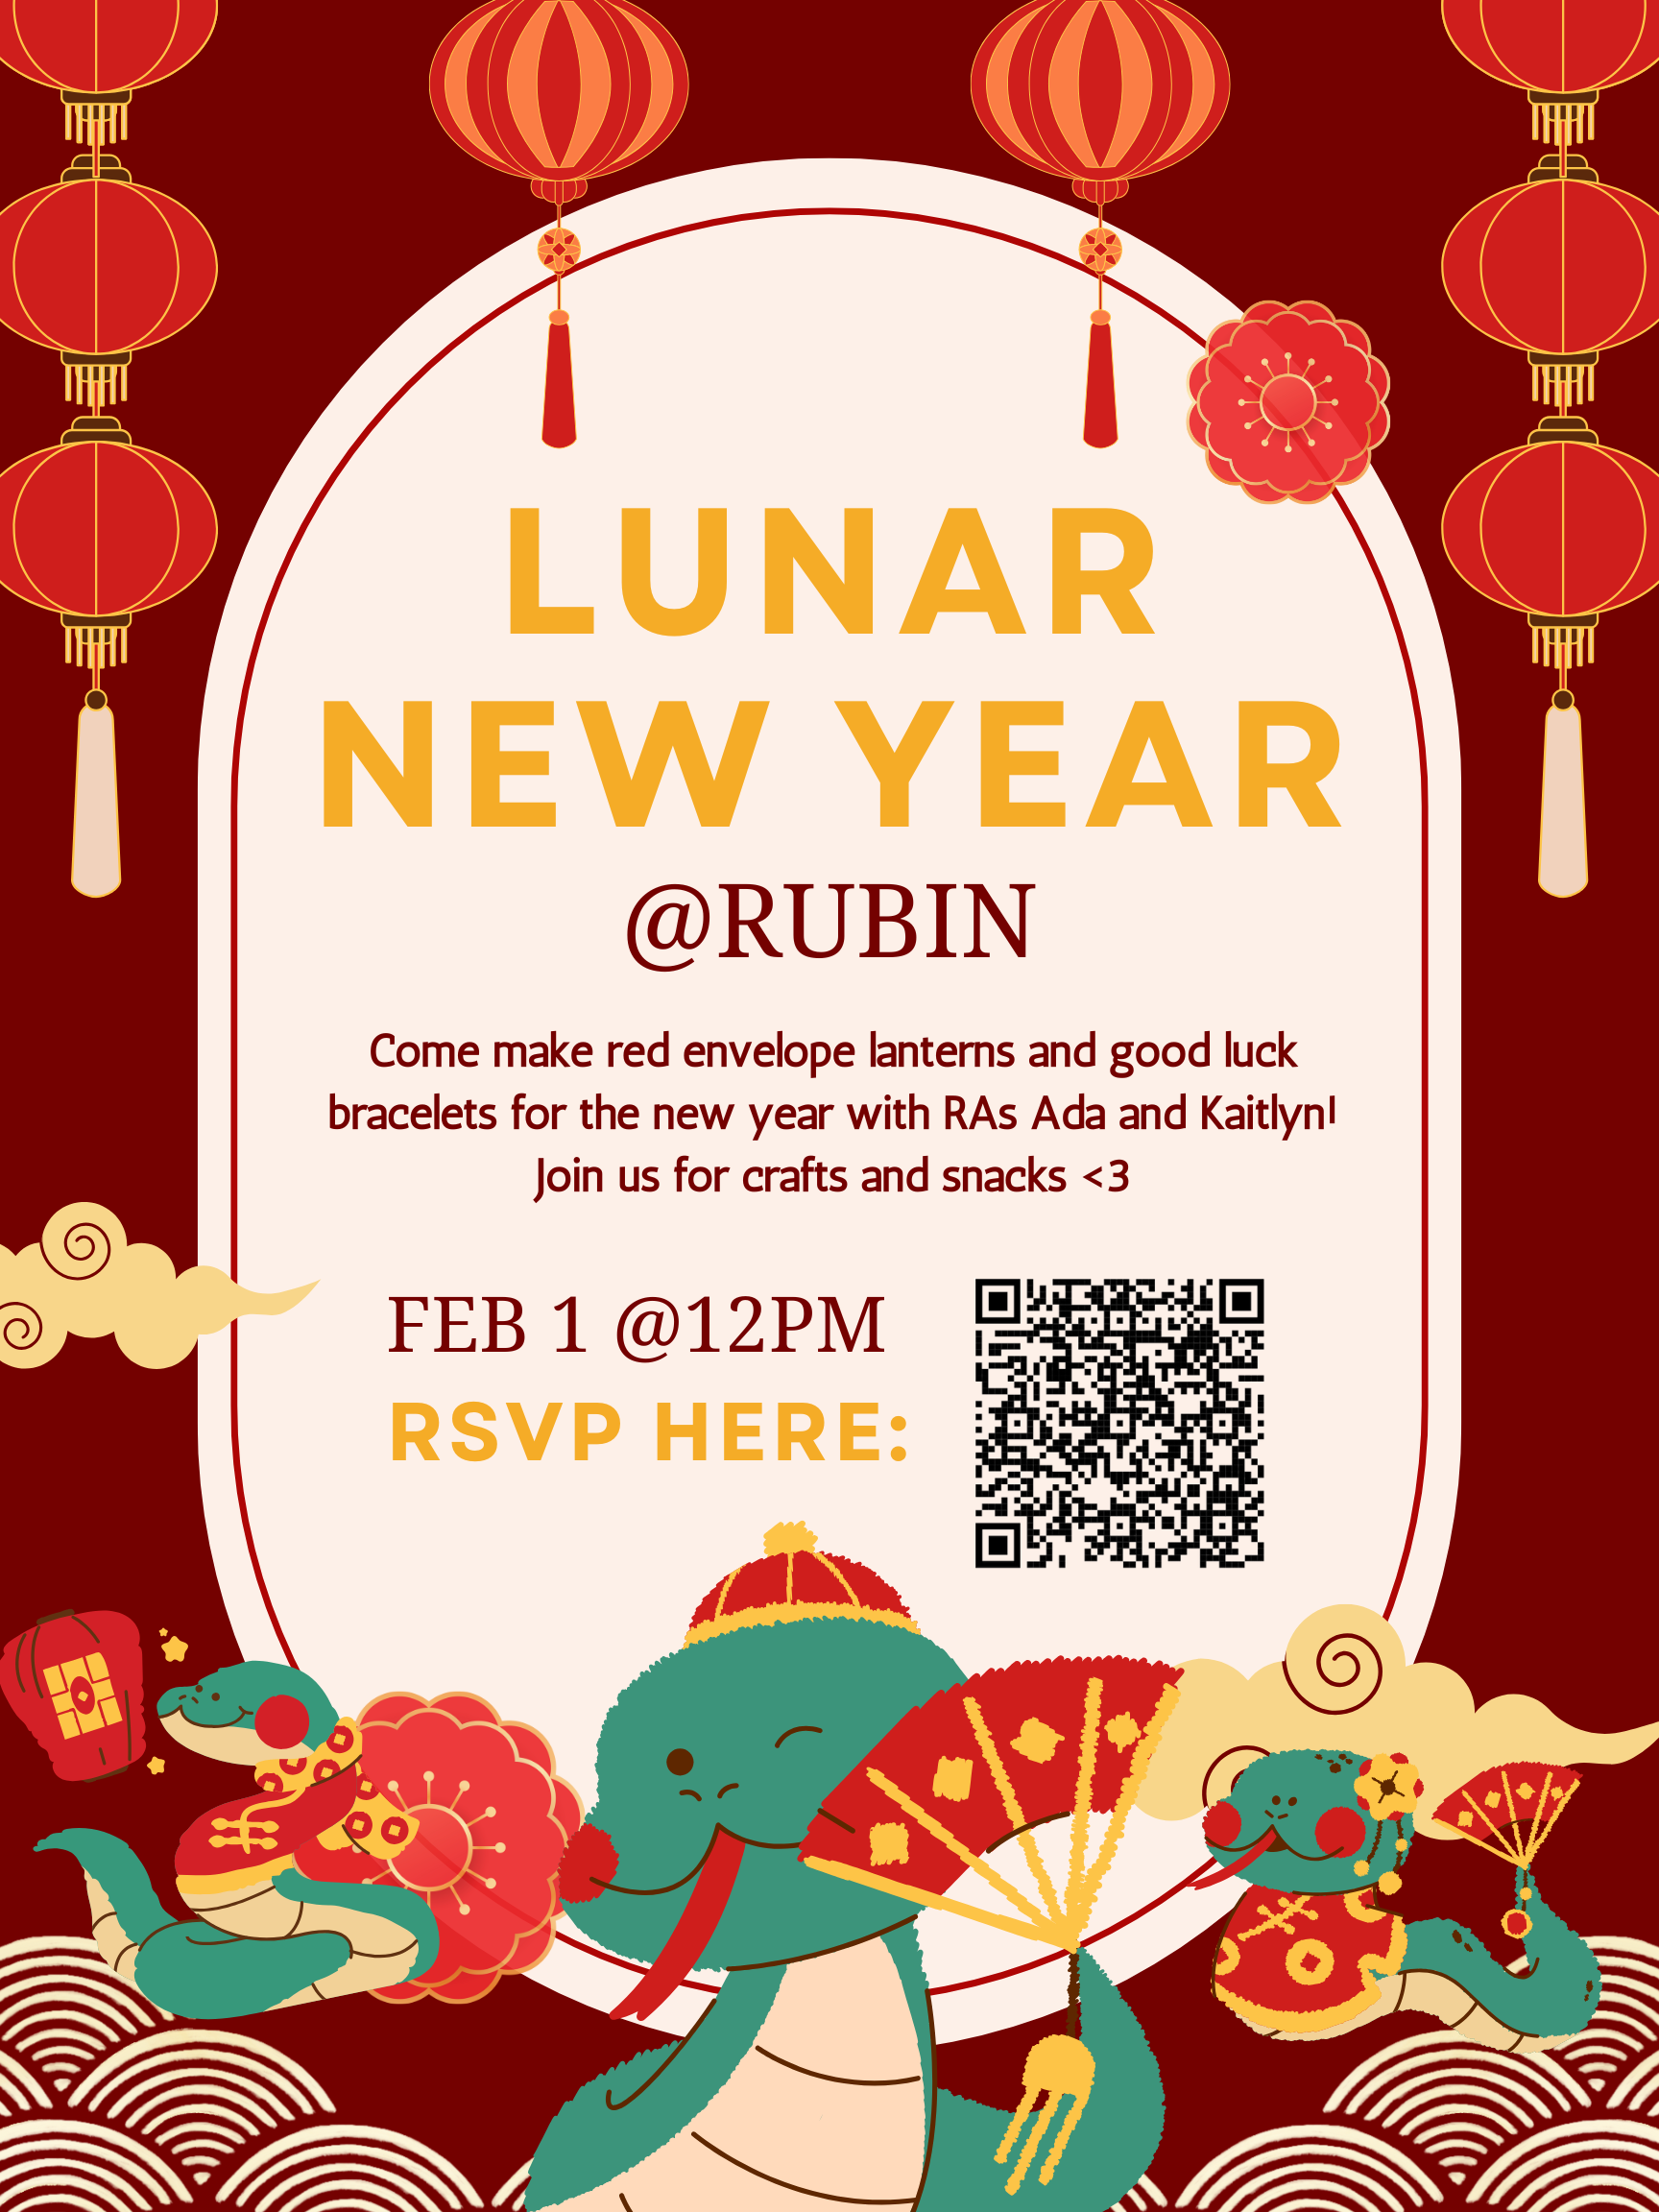 LUNAR
NEW YEAR
@RUBIN
Come make red envelope lanterns and good luck
bracelets for the new year with RAs Ada and Kaitlyn!
Join us for crafts and snacks <3
FEB 1 @12PM
RSVP HERE: